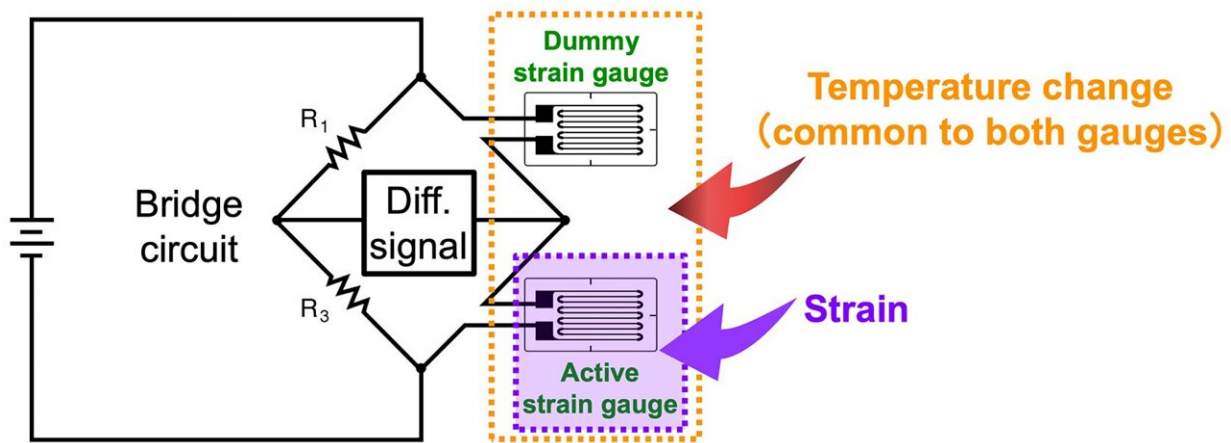 Dummy
strain gauge
Temperature change
（common to both gauges）
R1
Bridge
circuit
Diff.
signal
R3
Strain
Active
strain gauge